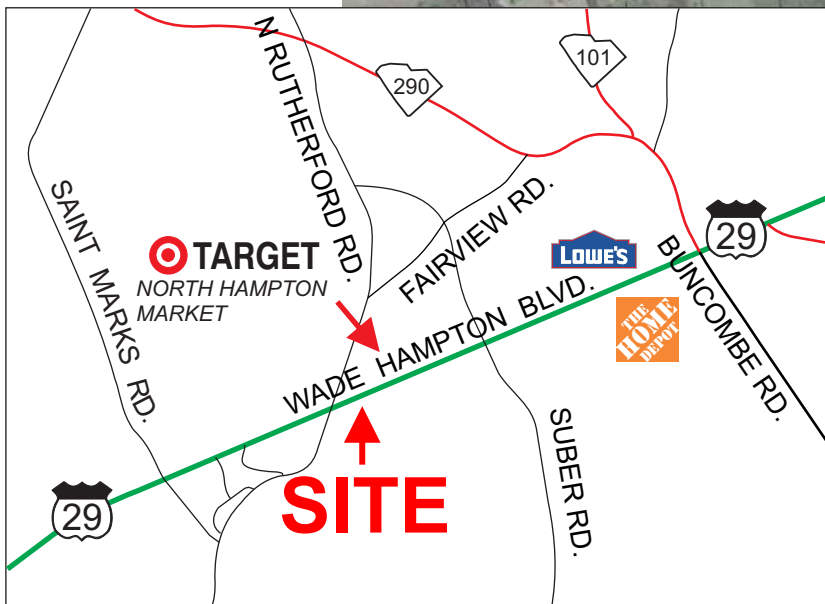 N RUTHERFORD RD.
290
101
SAINT MARKS RD.
FAIRVIEW RD.
29
TARGET
NORTH HAMPTON
MARKET
LOWE'S
BUNCOMBE RD.
THE
HOME
DEPOT
WADE HAMPTON BLVD.
SUBER RD.
SITE
29